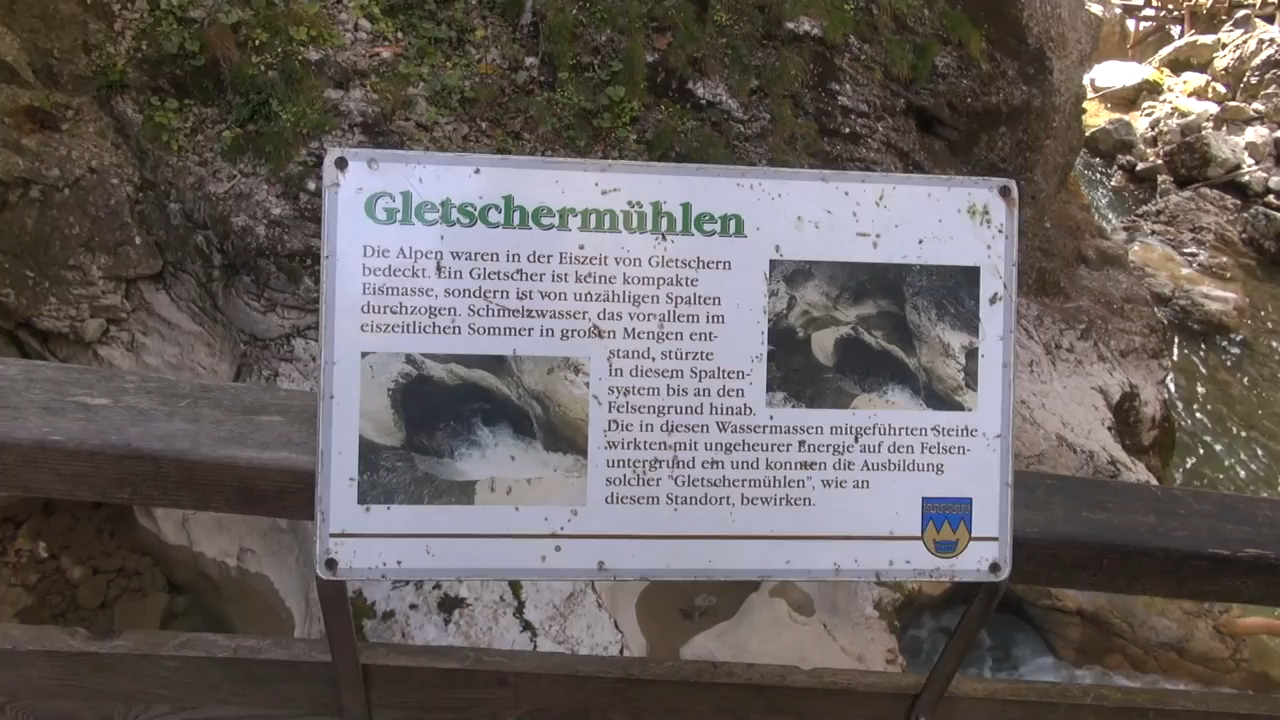 Gletschermühlen
Die Alpen waren in der Eiszeit von Gletschern
bedeckt. Ein Gletscher ist keine kompakte
Eismasse, sondern ist von unzähligen Spalten
durchzogen. Schmelzwasser, das vor allem im
eiszeitlichen Sommer in großen Mengen ent-
stand, stürzte
in diesem Spalten-
system bis an den
Felsengrund hinab.
Die in diesen Wassermassen mitgeführten Steine
wirkten mit ungeheurer Energie auf den Felsen-
untergrund ein und konnten die Ausbildung
solcher "Gletschermühlen", wie an
diesem Standort, bewirken.